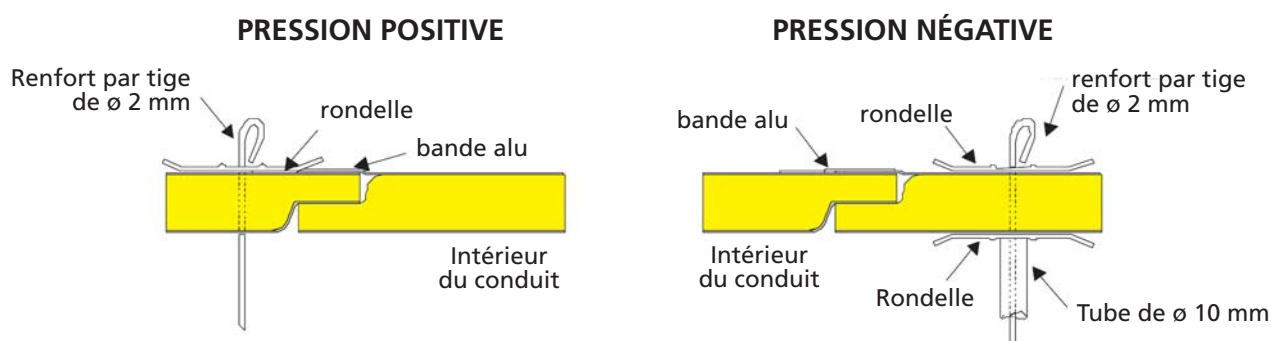 PRESSION POSITIVE
Renfort par tige
de ø 2 mm
rondelle
bande alu
Intérieur
du conduit
PRESSION NÉGATIVE
bande alu
rondelle
renfort par tige
de ø 2 mm
Intérieur
du conduit
Rondelle
Tube de ø 10 mm